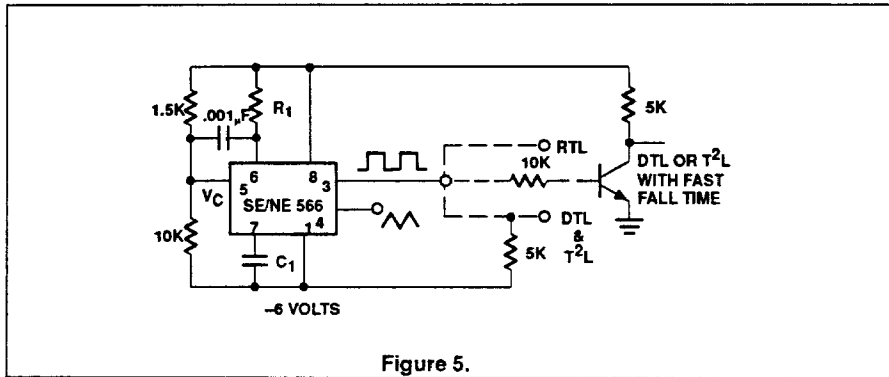 1.5K
.001µF
R1
5K
RTL
10K
DTL OR T²L
WITH FAST
FALL TIME
6
8
3
5
VC
SE/NE 566
4
7
1
10K
C1
5K
DTL
&
T²L
–6 VOLTS
Figure 5.